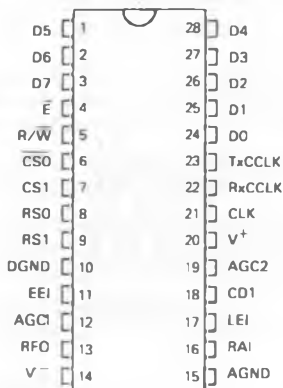 D5 1 28 D4
D6 2 27 D3
D7 3 26 D2
E̅ 4 25 D1
R/W̅ 5 24 D0
C̅S̅0̅ 6 23 TxCCLK
CS1 7 22 RxCCLK
RS0 8 21 CLK
RS1 9 20 V⁺
DGND 10 19 AGC2
EEI 11 18 CD1
AGC1 12 17 LEI
RFO 13 16 RAI
V⁻ 14 15 AGND